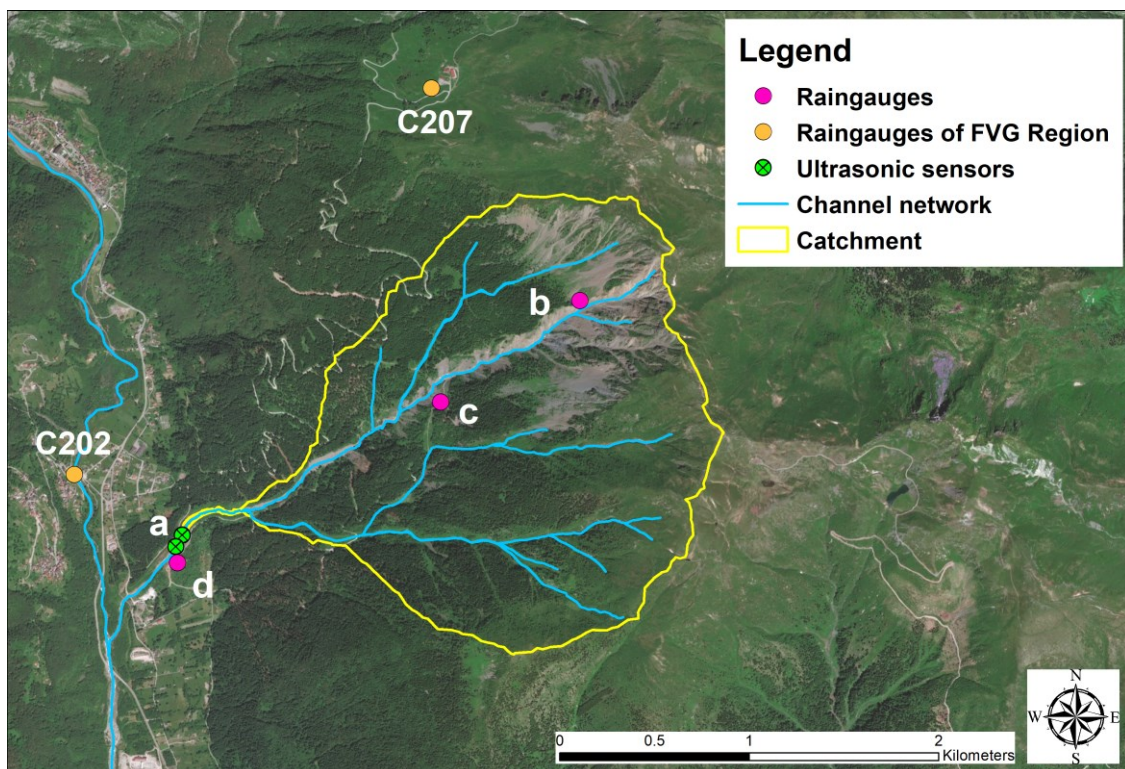 Legend
Raingauges
Raingauges of FVG Region
Ultrasonic sensors
Channel network
Catchment
C207
b
c
C202
a
d
N
W E
S
0 0.5 1 2
Kilometers